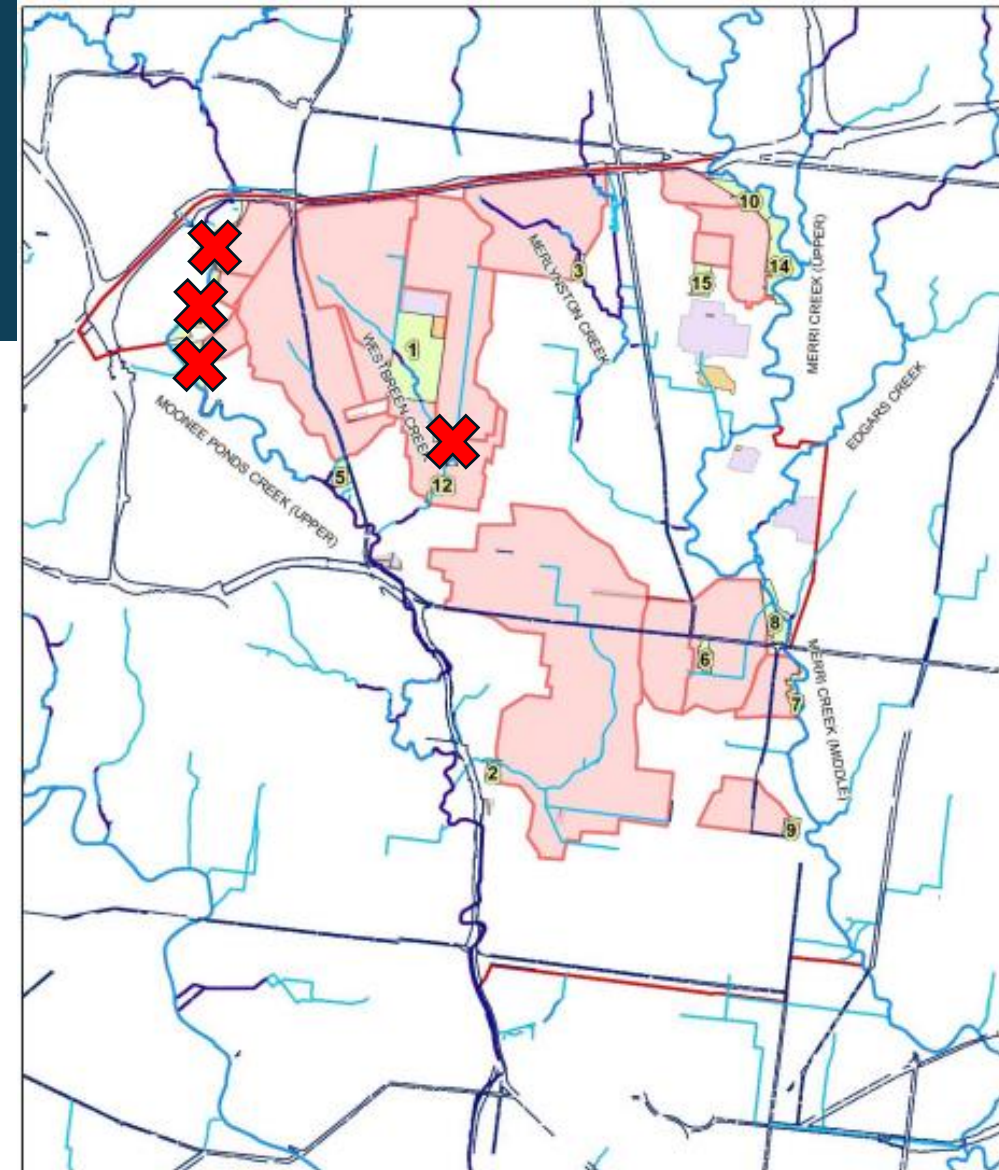 10
MERRI CREEK (UPPER)
14
3
MERLYNSTON CREEK
15
1
WESTBREEN CREEK
MOONEE PONDS CREEK (UPPER)
EDGARS CREEK
5
12
8
6
7
MERRI CREEK (MIDDLE)
2
9